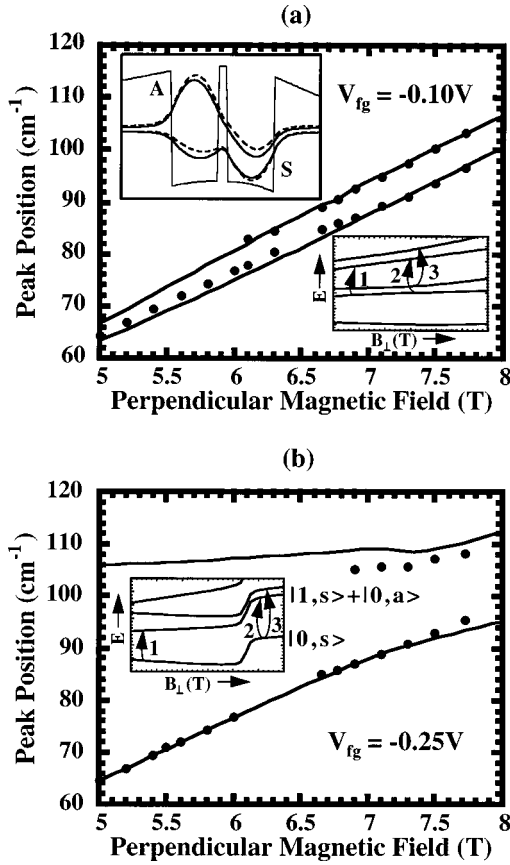 (a)
120
110
100
90
80
70
60
Peak Position (cm⁻¹)
A
S
V_fg = -0.10V
E
1
2
3
B⊥(T)
5
5.5
6
6.5
7
7.5
8
Perpendicular Magnetic Field (T)
(b)
120
110
100
90
80
70
60
Peak Position (cm⁻¹)
E
1
2
3
|1,s>+|0,a>
|0,s>
B⊥(T)
V_fg = -0.25V
5
5.5
6
6.5
7
7.5
8
Perpendicular Magnetic Field (T)